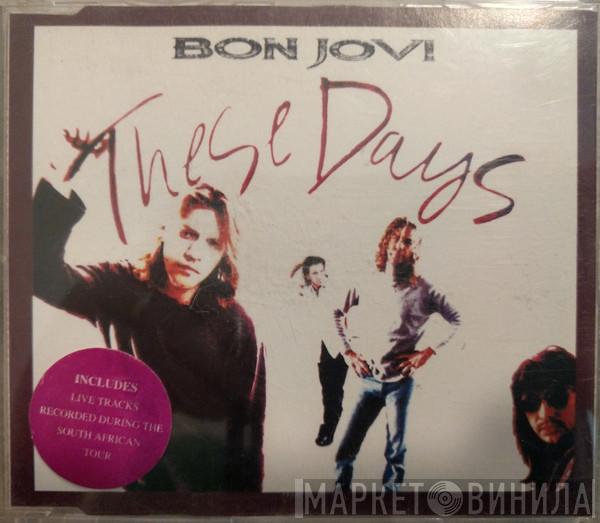 BON JOVI
These Days
INCLUDES
LIVE TRACKS
RECORDED DURING THE
SOUTH AFRICAN
TOUR
МАРКЕТ ВИНИЛА